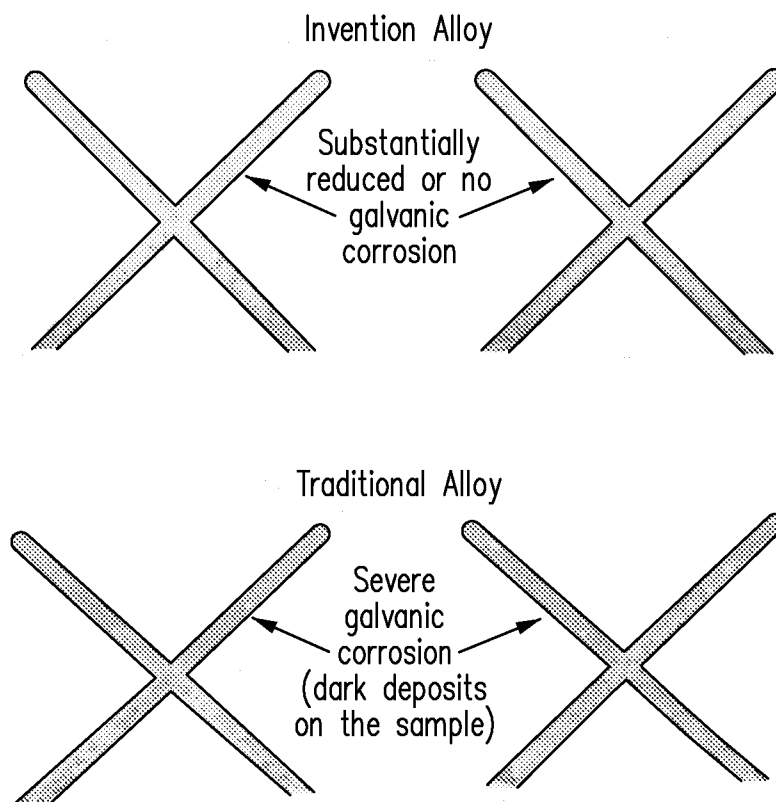 Invention Alloy
Substantially
reduced or no
galvanic
corrosion
Traditional Alloy
Severe
galvanic
corrosion
(dark deposits
on the sample)